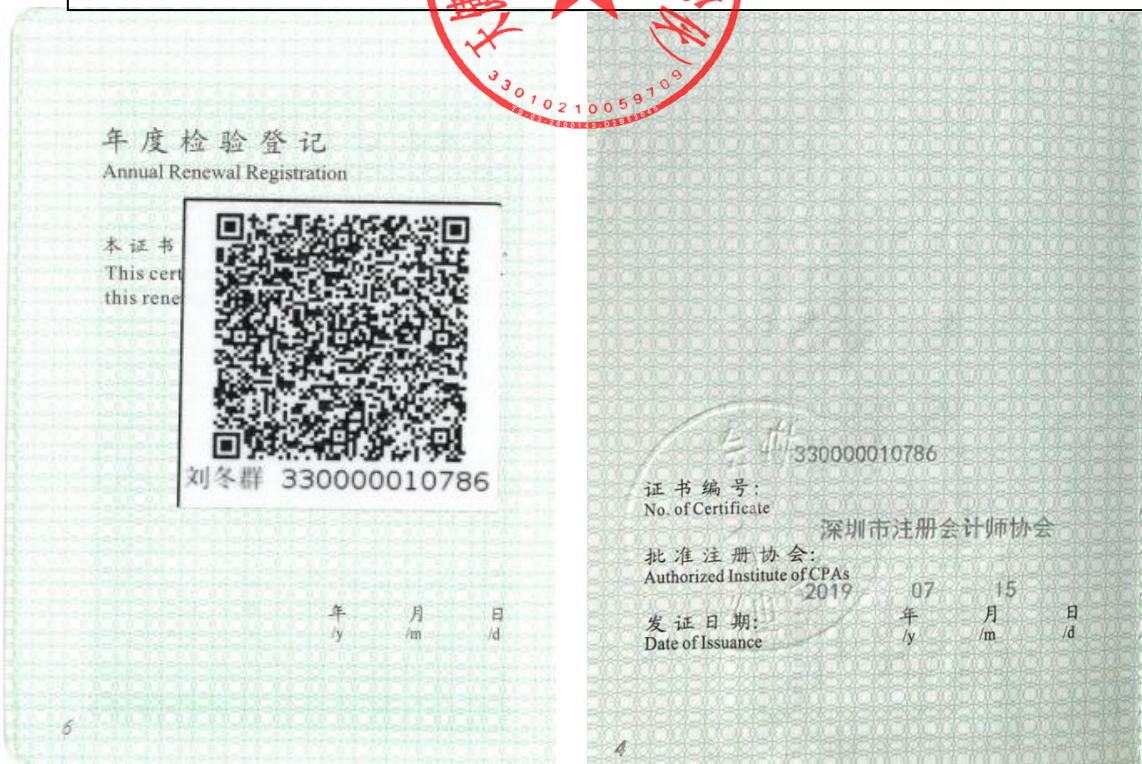 天
33010210059709
年度检验登记
Annual Renewal Registration
本证书
This cert
this rene
刘冬群 330000010786
年 月 日
/y /m /d
6
330000010786
证书编号:
No. of Certificate
深圳市注册会计师协会
批准注册协会:
Authorized Institute of CPAs
2019 07 15
发证日期: 年 月 日
Date of Issuance /y /m /d
4